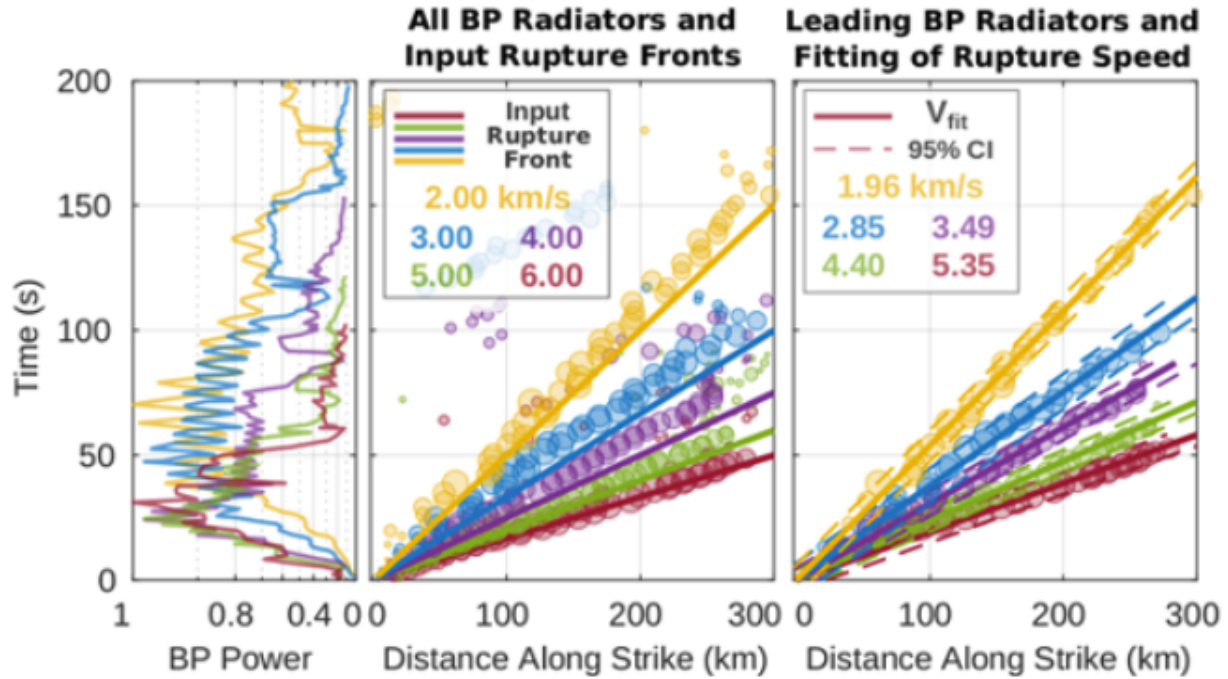 All BP Radiators and
Input Rupture Fronts
Leading BP Radiators and
Fitting of Rupture Speed
Time (s)
200
150
100
50
0
1 0.8 0.4 0
BP Power
Input
Rupture
Front
2.00 km/s
3.00 4.00
5.00 6.00
0 100 200 300
Distance Along Strike (km)
Vfit
95% CI
1.96 km/s
2.85 3.49
4.40 5.35
0 100 200 300
Distance Along Strike (km)